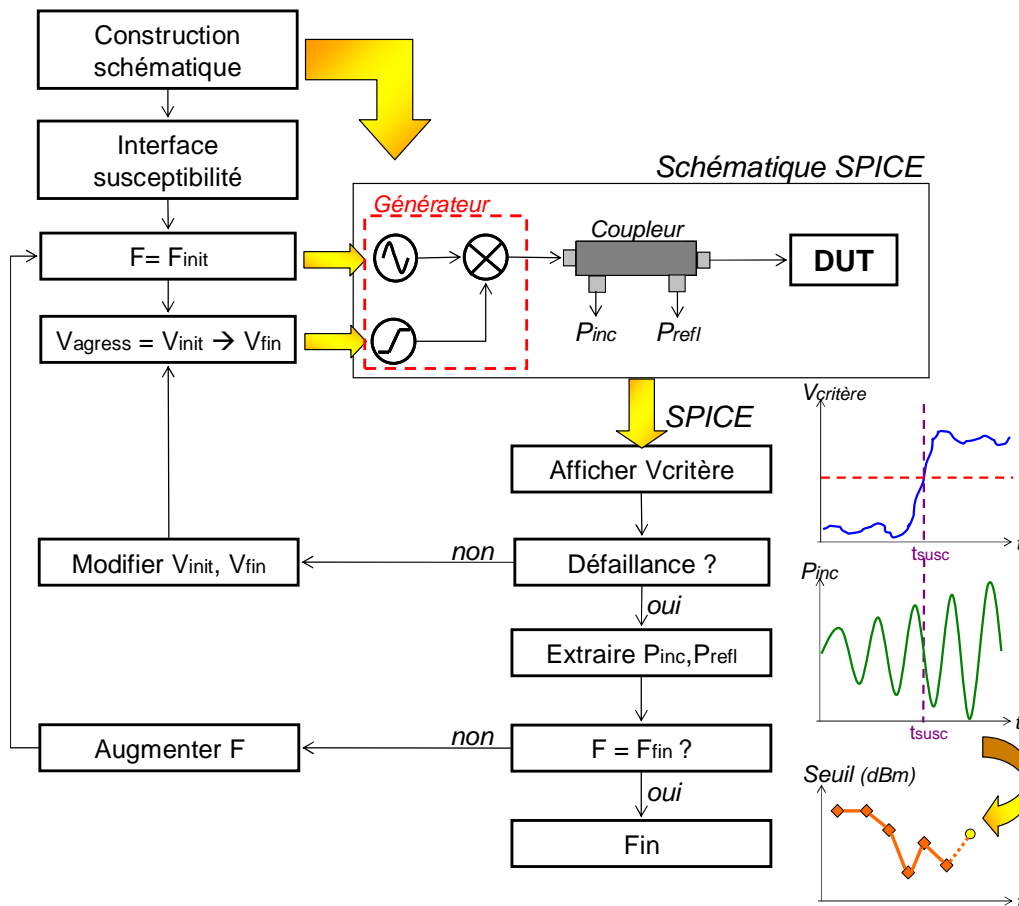 Construction
schématique
Interface
susceptibilité
Schématique SPICE
Générateur
Coupleur
F= Finit
DUT
Pinc
Prefl
Vagress = Vinit → Vfin
SPICE
Vcritère
Afficher Vcritère
t
tsusc
Modifier Vinit, Vfin
non
Défaillance ?
oui
Pinc
Extraire Pinc,Prefl
t
tsusc
Augmenter F
non
F = Ffin ?
oui
Seuil (dBm)
Fin